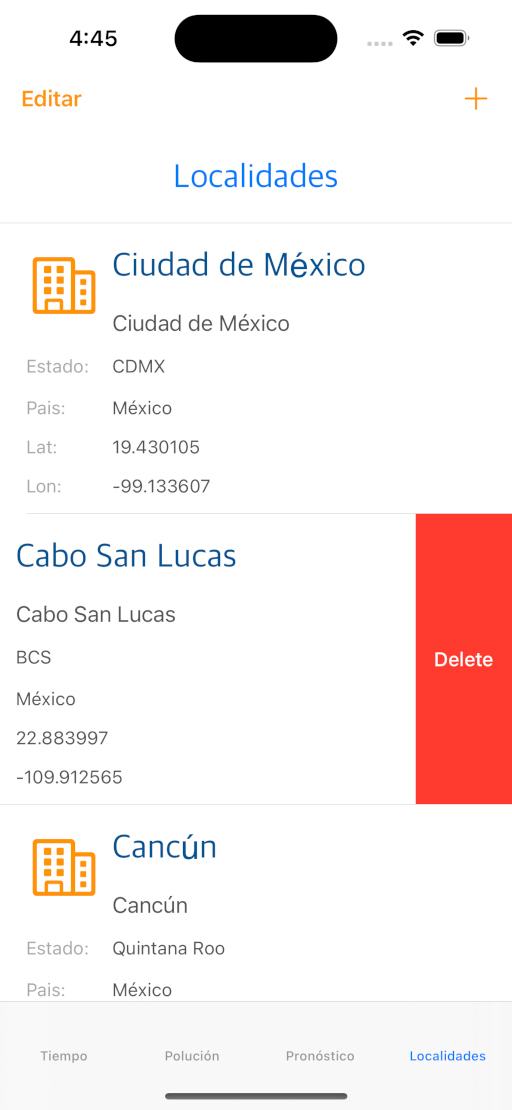 4:45
Editar
Localidades
Ciudad de México
Ciudad de México
Estado: CDMX
Pais: México
Lat: 19.430105
Lon: -99.133607
Cabo San Lucas
Cabo San Lucas
BCS
Delete
México
22.883997
-109.912565
Cancún
Cancún
Estado: Quintana Roo
Pais: México
Tiempo Polución Pronóstico Localidades